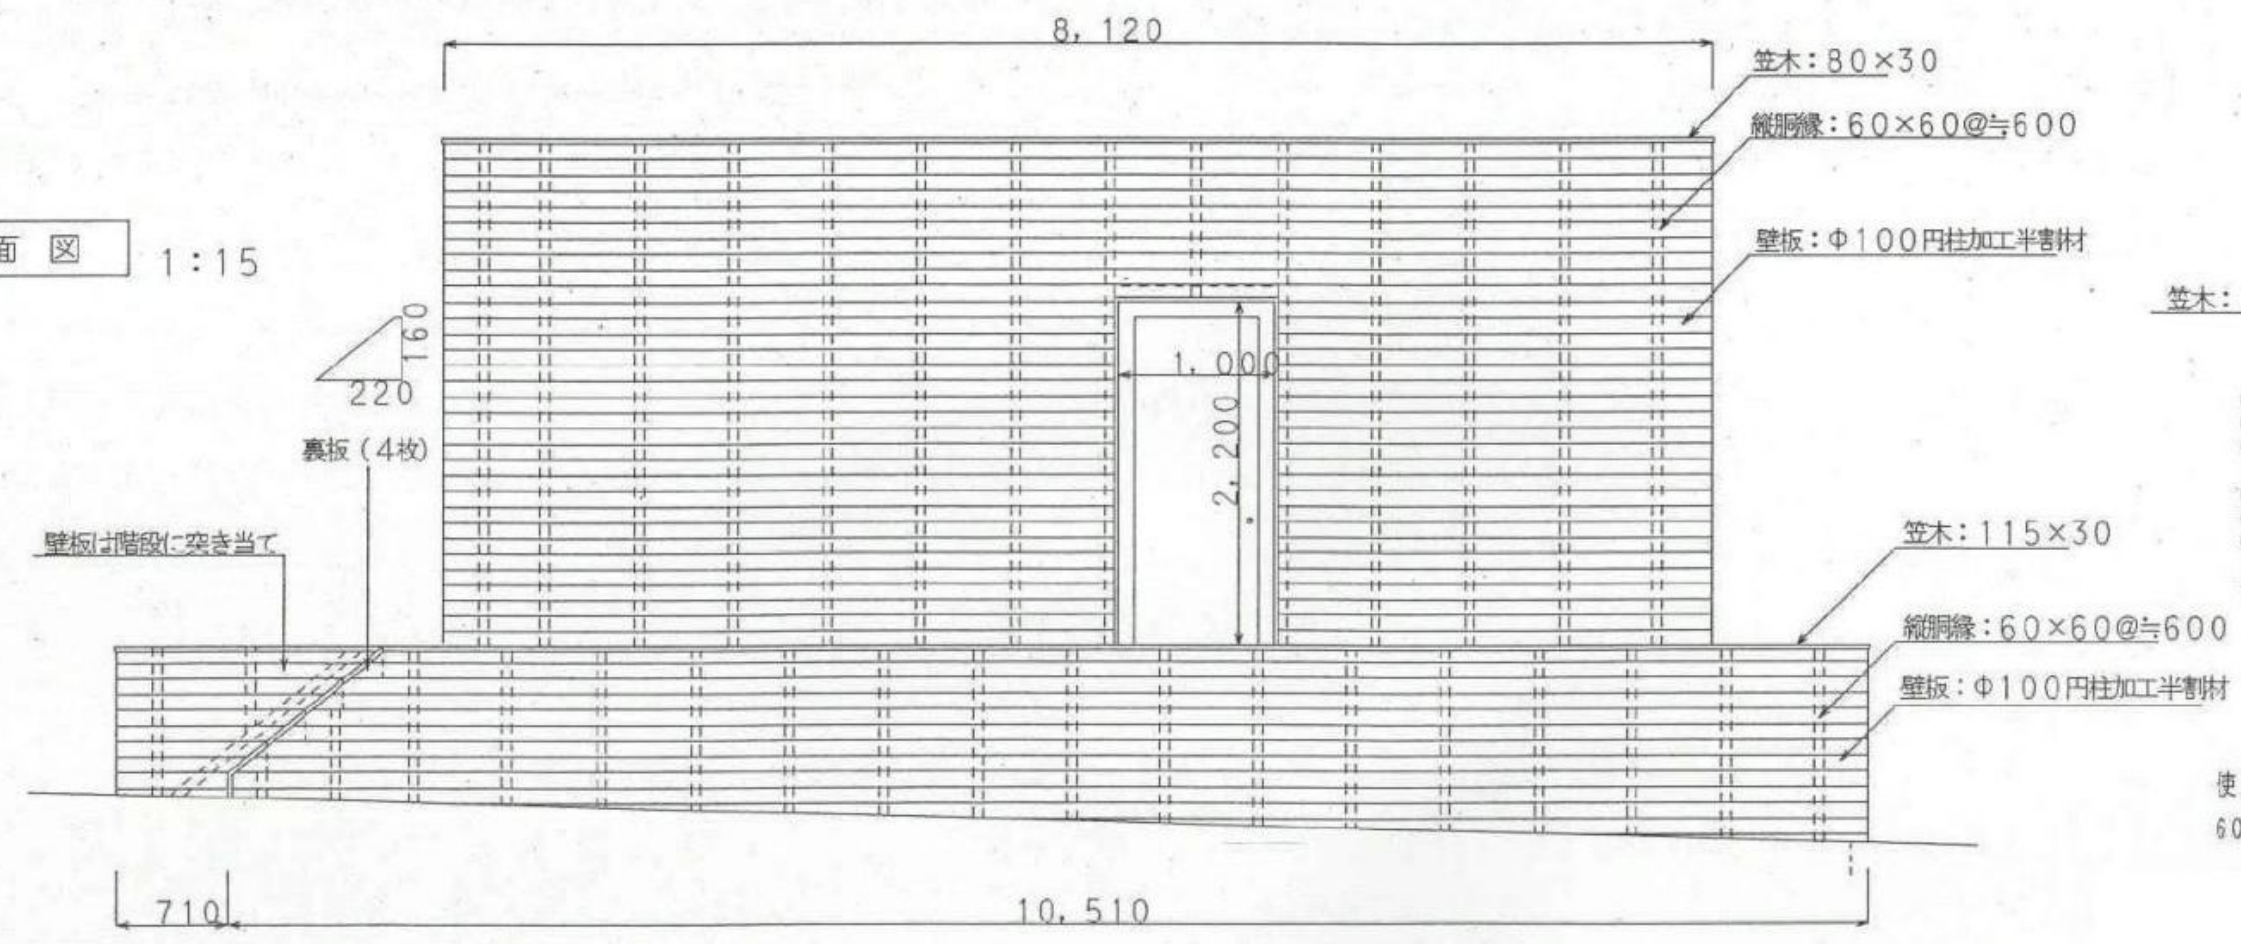 8,120
笠木:80×30
縦胴縁:60×60@≒600
面 図
1:15
壁板:Φ100円柱加工半割材
笠木:
160
220
1,000
2,200
裏板(4枚)
壁板は階段に突き当て
笠木:115×30
縦胴縁:60×60@≒600
壁板:Φ100円柱加工半割材
使
60
710
10,510